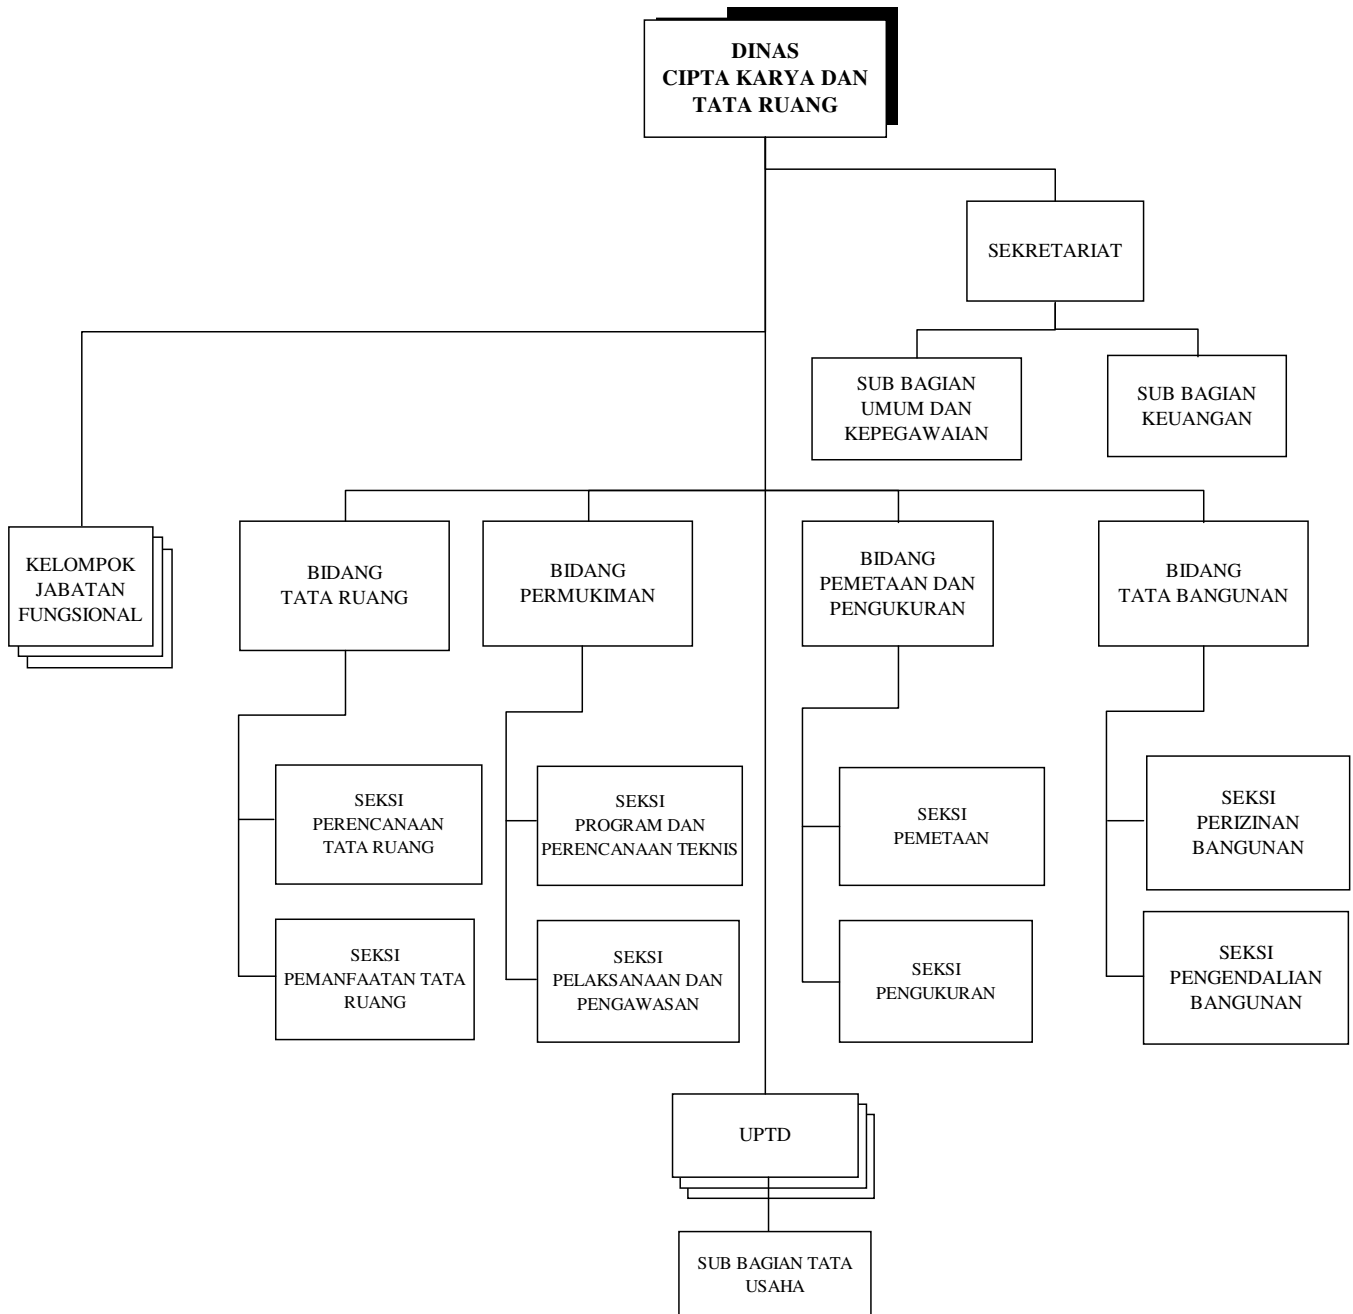 DINAS
CIPTA KARYA DAN
TATA RUANG
SEKRETARIAT
SUB BAGIAN
UMUM DAN
KEPEGAWAIAN
SUB BAGIAN
KEUANGAN
KELOMPOK
JABATAN
FUNGSIONAL
BIDANG
TATA RUANG
BIDANG
PERMUKIMAN
BIDANG
PEMETAAN DAN
PENGUKURAN
BIDANG
TATA BANGUNAN
SEKSI
PERENCANAAN
TATA RUANG
SEKSI
PROGRAM DAN
PERENCANAAN TEKNIS
SEKSI
PEMETAAN
SEKSI
PERIZINAN
BANGUNAN
SEKSI
PEMANFAATAN TATA
RUANG
SEKSI
PELAKSANAAN DAN
PENGAWASAN
SEKSI
PENGUKURAN
SEKSI
PENGENDALIAN
BANGUNAN
UPTD
SUB BAGIAN TATA
USAHA